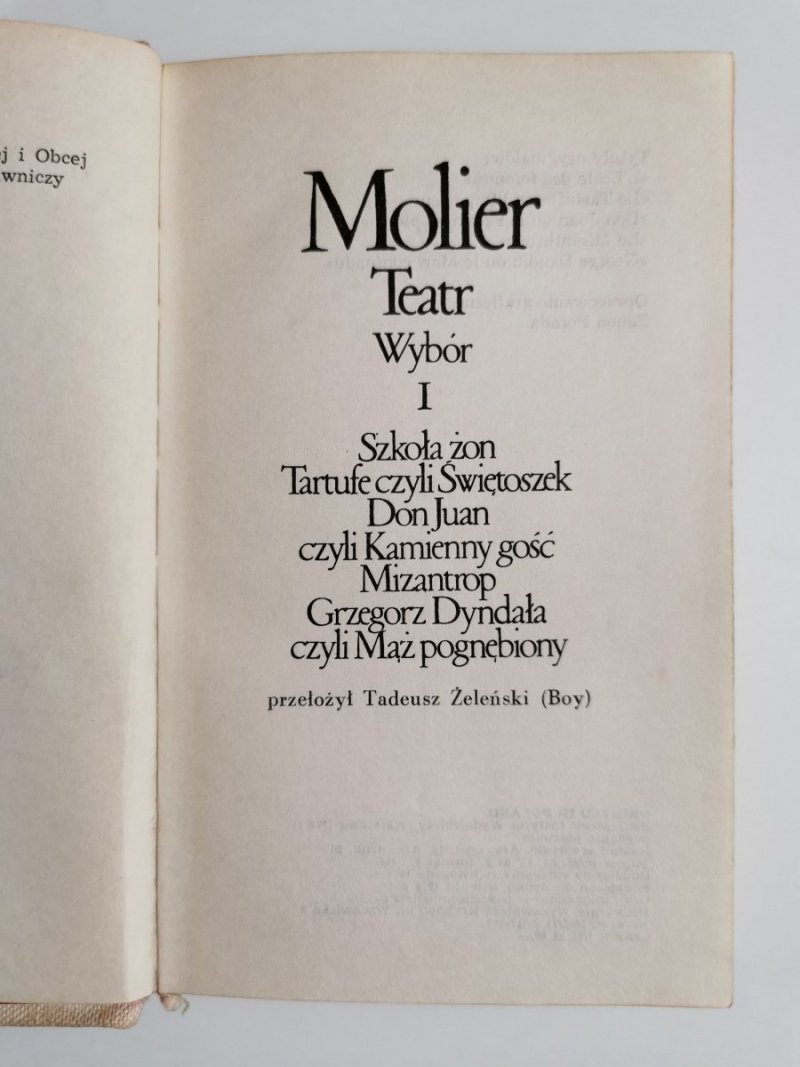 j i Obcej
wniczy
Molier
Teatr
Wybór
I
Szkoła żon
Tartufe czyli Świętoszek
Don Juan
czyli Kamienny gość
Mizantrop
Grzegorz Dyndała
czyli Mąż pognębiony
przełożył Tadeusz Żeleński (Boy)